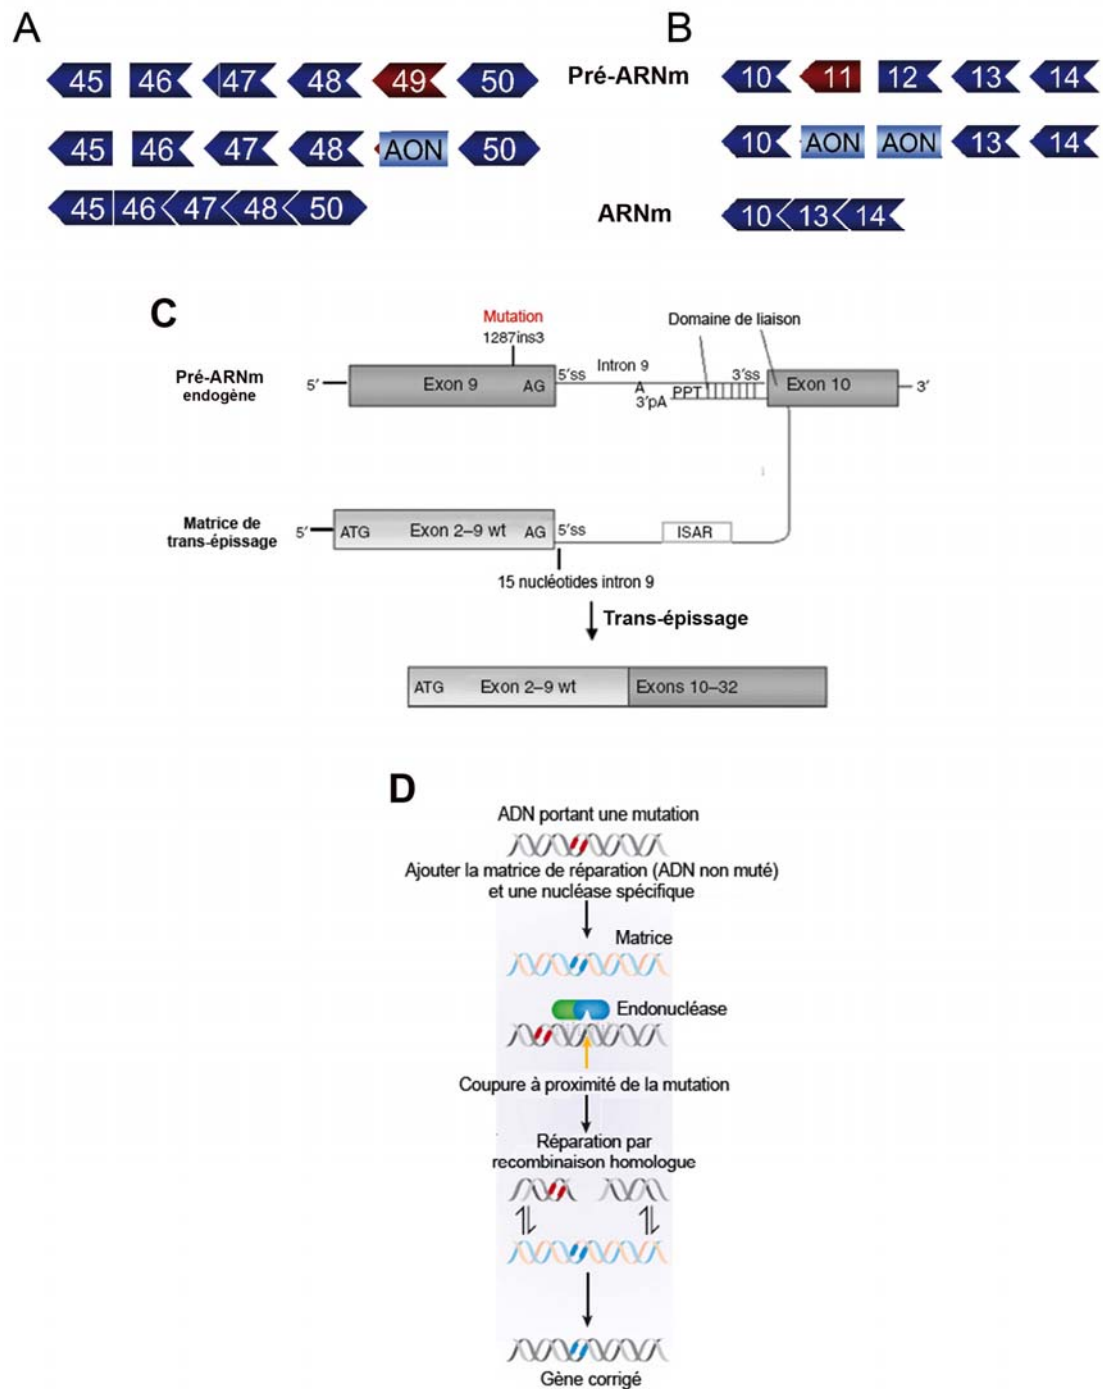 A
B
45 46 47 48 49 50
Pré-ARNm
10 11 12 13 14
45 46 47 48 AON 50
10 AON AON 13 14
45 46 47 48 50
ARNm
10 13 14
C
Mutation
1287ins3
Domaine de liaison
Pré-ARNm
endogène
5′
Exon 9
AG
5′ss
Intron 9
A
3′pA
PPT
3′ss
Exon 10
3′
Matrice de
trans-épissage
5′
ATG
Exon 2–9 wt
AG
5′ss
ISAR
15 nucléotides intron 9
Trans-épissage
ATG
Exon 2–9 wt
Exons 10–32
D
ADN portant une mutation
Ajouter la matrice de réparation (ADN non muté)
et une nucléase spécifique
Matrice
Endonucléase
Coupure à proximité de la mutation
Réparation par
recombinaison homologue
Gène corrigé